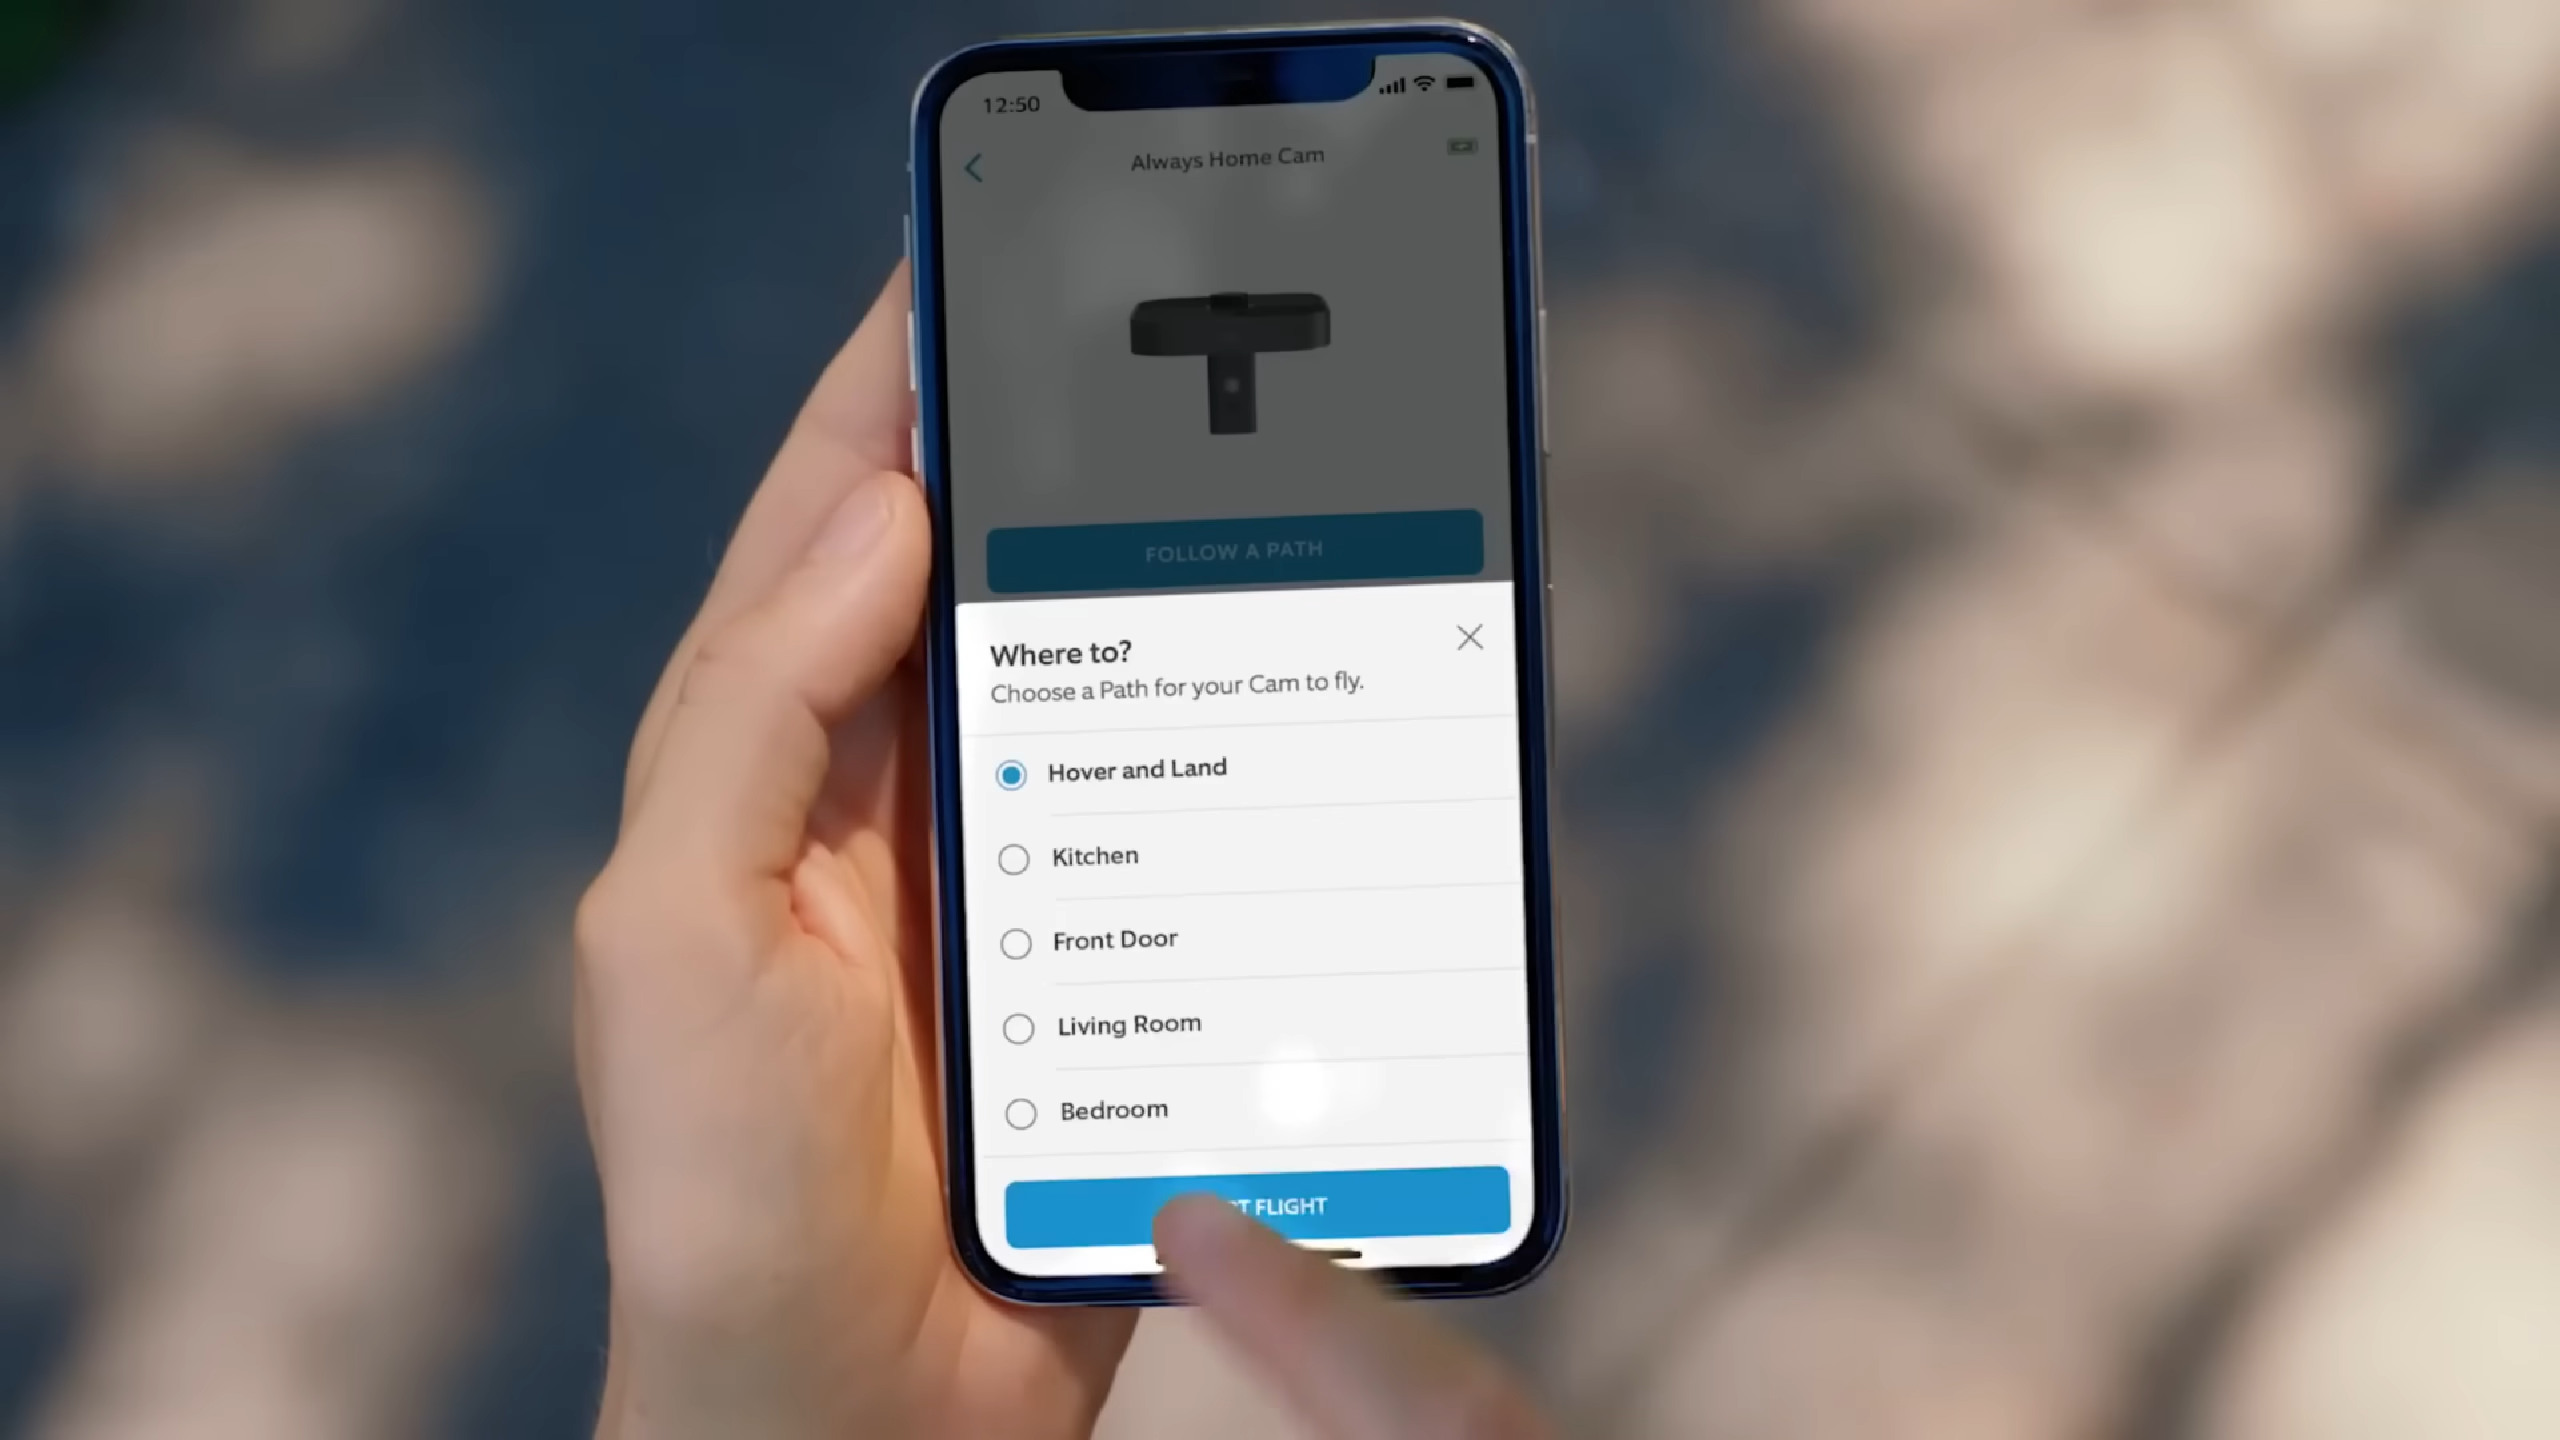 12:50
Always Home Cam
FOLLOW A PATH
Where to?
Choose a Path for your Cam to fly.
Hover and Land
Kitchen
Front Door
Living Room
Bedroom
FLIGHT